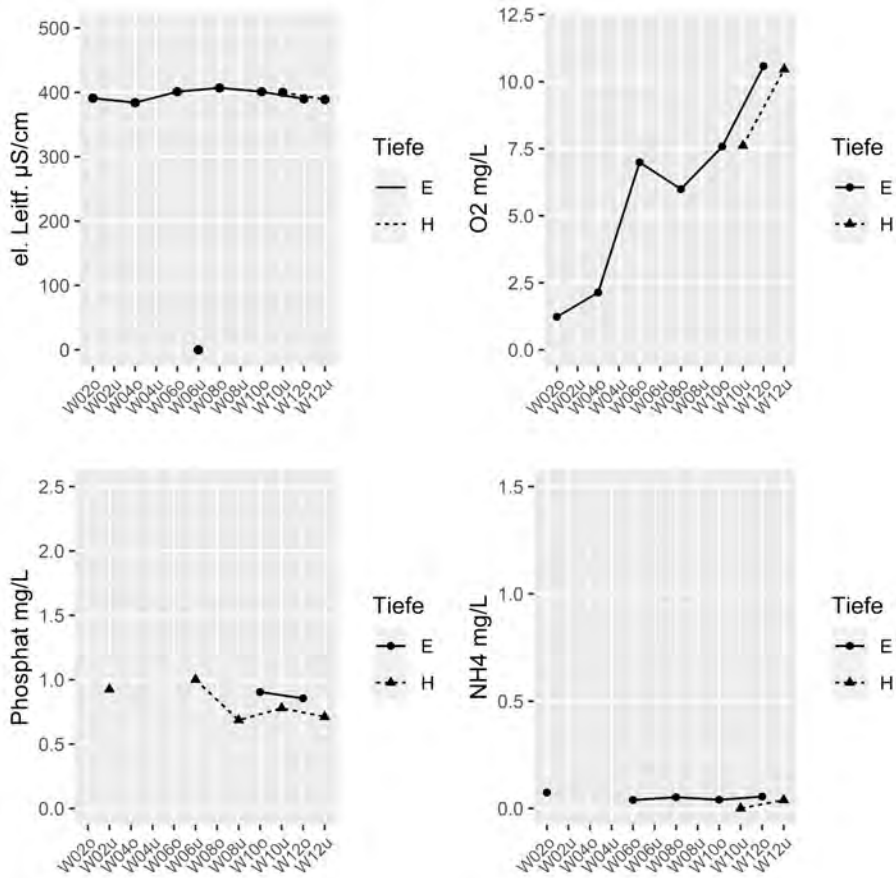 el. Leitf. µS/cm
500
400
300
200
100
0
W02o W02u W04o W04u W06o W06u W08o W08u W10o W10u W12o W12u
Tiefe
E
H
O2 mg/L
12.5
10.0
7.5
5.0
2.5
0.0
W02o W02u W04o W04u W06o W06u W08o W08u W10o W10u W12o W12u
Tiefe
E
H
Phosphat mg/L
2.5
2.0
1.5
1.0
0.5
0.0
W02o W02u W04o W04u W06o W06u W08o W08u W10o W10u W12o W12u
Tiefe
E
H
NH4 mg/L
1.5
1.0
0.5
0.0
W02o W02u W04o W04u W06o W06u W08o W08u W10o W10u W12o W12u
Tiefe
E
H